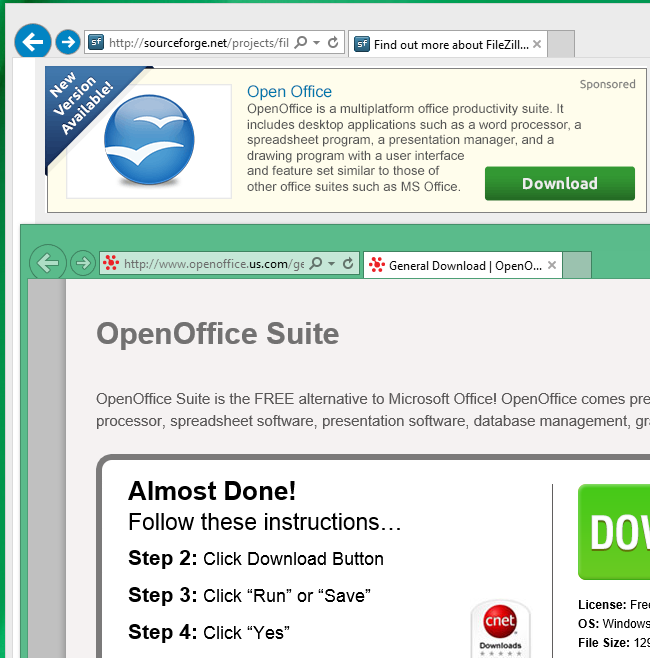 http://sourceforge.net/projects/fil
Find out more about FileZill...
New
Version
Available!
Sponsored
Open Office
OpenOffice is a multiplatform office productivity suite. It
includes desktop applications such as a word processor, a
spreadsheet program, a presentation manager, and a
drawing program with a user interface
and feature set similar to those of
other office suites such as MS Office.
Download
http://www.openoffice.us.com/ge
General Download | OpenO...
OpenOffice Suite
OpenOffice Suite is the FREE alternative to Microsoft Office! OpenOffice comes pre
processor, spreadsheet software, presentation software, database management, gra
Almost Done!
Follow these instructions...
Step 2: Click Download Button
Step 3: Click “Run” or “Save”
Step 4: Click “Yes”
cnet
Downloads
DOW
License: Free
OS: Windows
File Size: 129